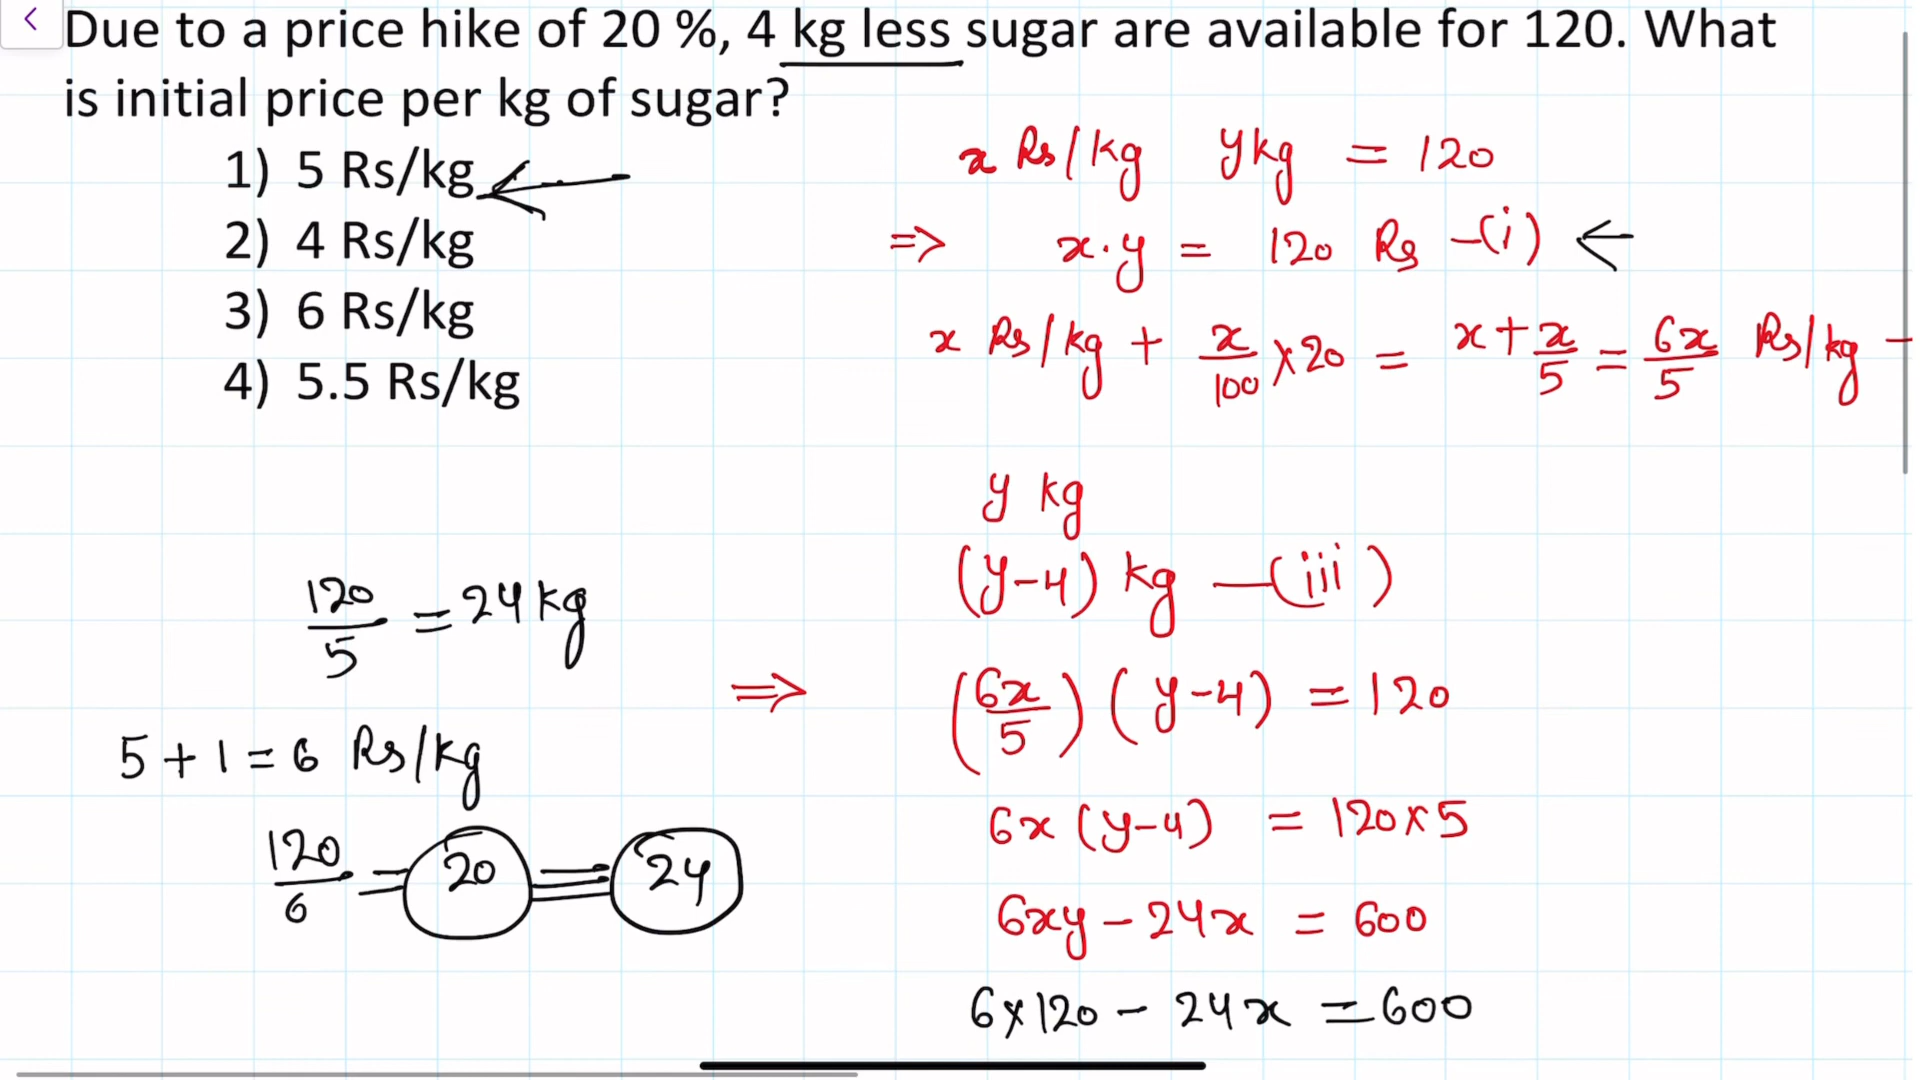 Due to a price hike of 20 %, 4 kg less sugar are available for 120. What
is initial price per kg of sugar?
1) 5 Rs/kg
2) 4 Rs/kg
3) 6 Rs/kg
4) 5.5 Rs/kg
x Rs/kg y kg = 120
=> x.y = 120 Rs -(i) ←
x Rs/kg + x/100 × 20 = x + x/5 = 6x/5 Rs/kg -
y kg
(y-4) kg -(iii)
=> (6x/5) (y-4) = 120
6x (y-4) = 120×5
6xy - 24x = 600
6×120 - 24x = 600
120/5 = 24 kg
5+1=6 Rs/kg
120/6 = 20 = 24